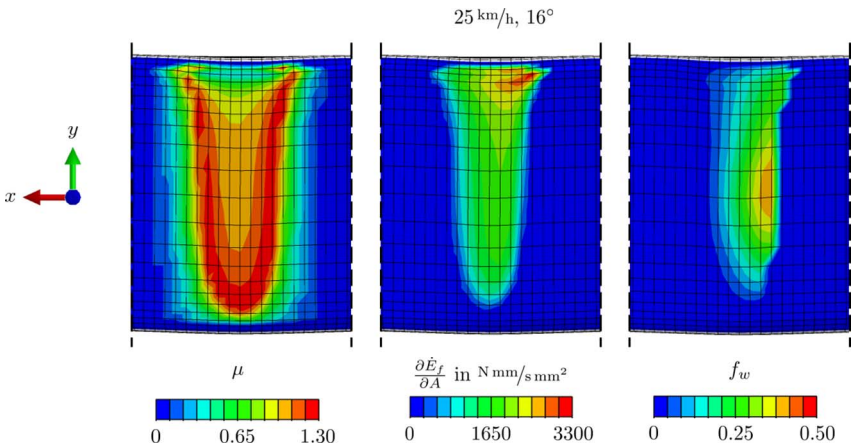 25 km/h, 16°
y
x
μ
∂Ė_f/∂A in N mm/s mm²
f_w
0 0.65 1.30
0 1650 3300
0 0.25 0.50